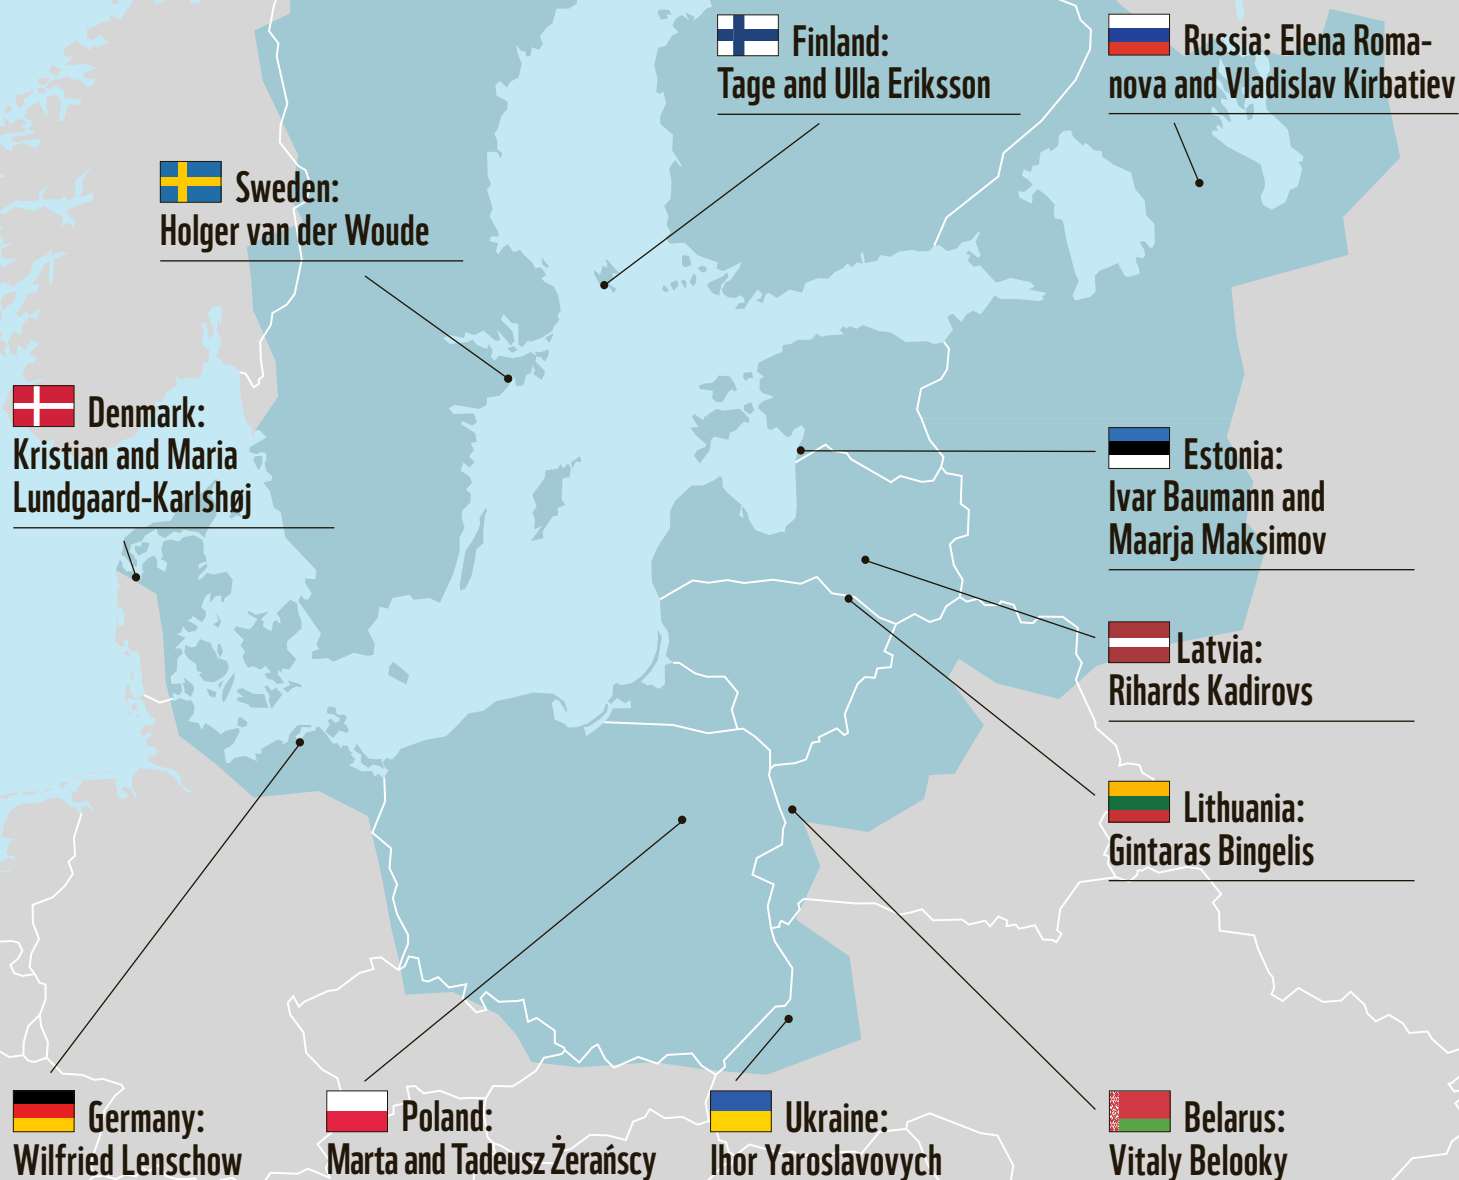 Finland:
Tage and Ulla Eriksson
Russia: Elena Roma-
nova and Vladislav Kirbatiev
Sweden:
Holger van der Woude
Denmark:
Kristian and Maria
Lundgaard-Karlshøj
Estonia:
Ivar Baumann and
Maarja Maksimov
Latvia:
Rihards Kadirovs
Lithuania:
Gintaras Bingelis
Germany:
Wilfried Lenschow
Poland:
Marta and Tadeusz Żerańscy
Ukraine:
Ihor Yaroslavovych
Belarus:
Vitaly Belooky